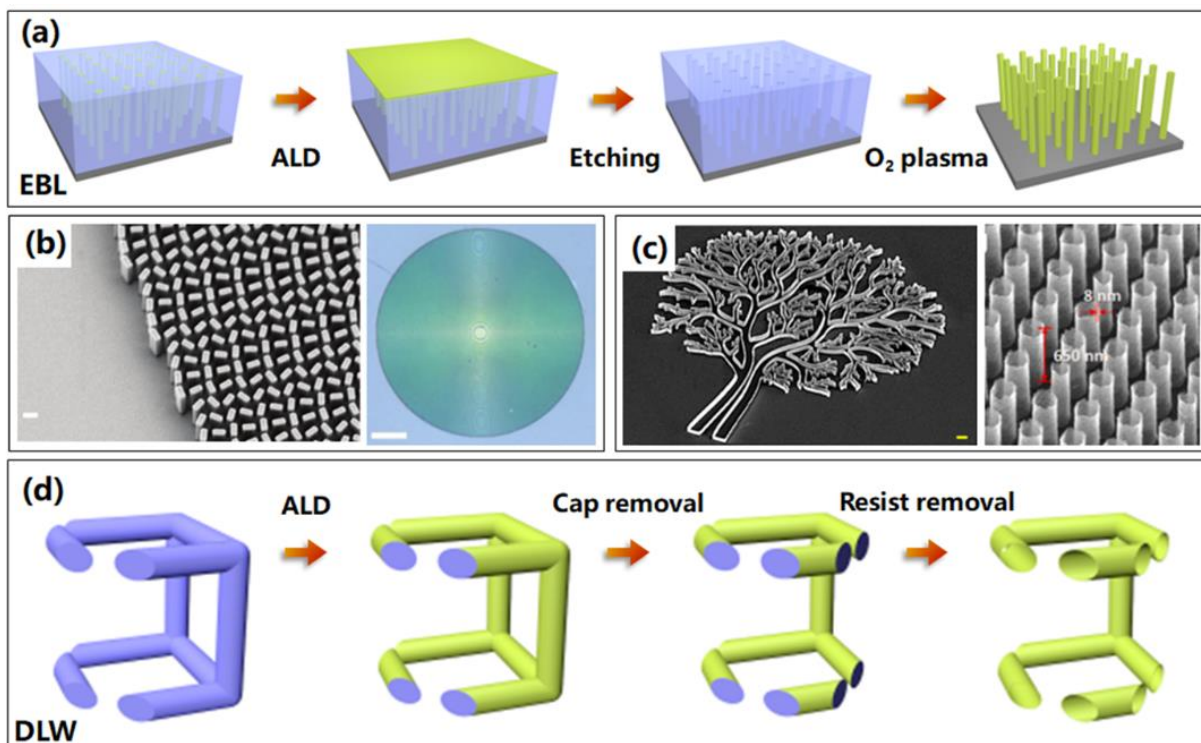 (a)
EBL
ALD
Etching
O₂ plasma
(b)
(c)
8 nm
650 nm
(d)
DLW
ALD
Cap removal
Resist removal